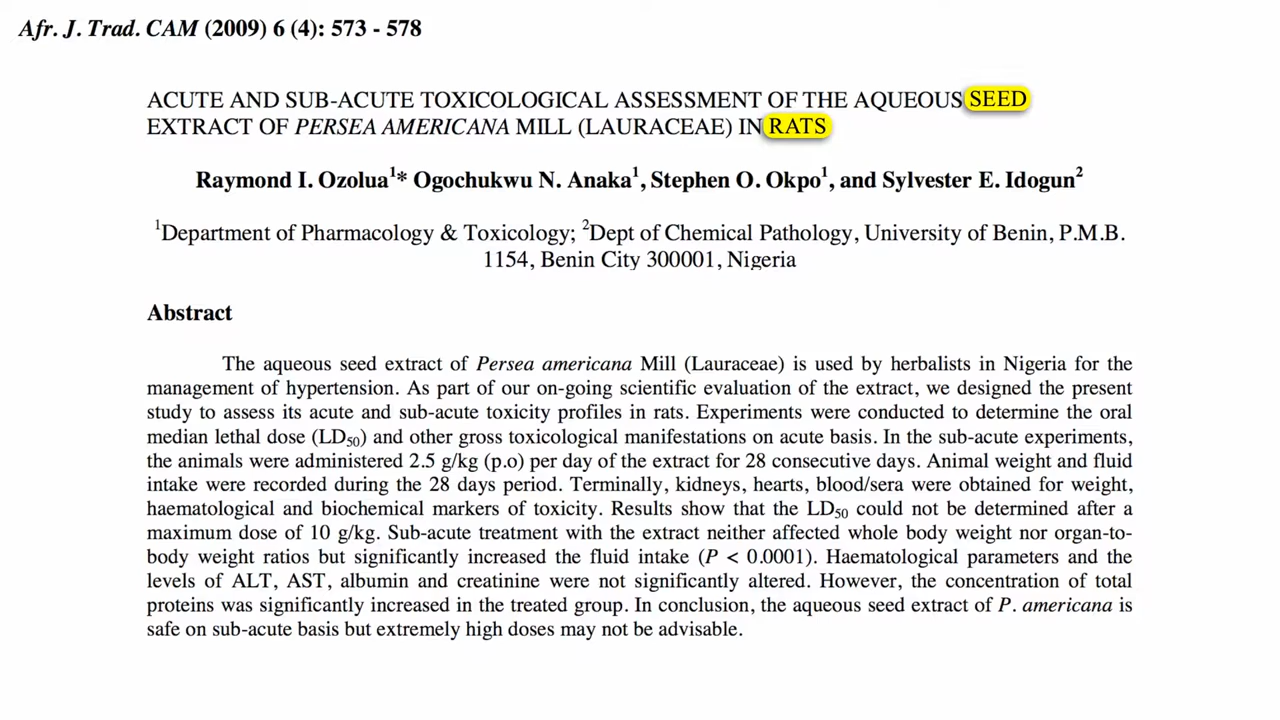 Afr. J. Trad. CAM (2009) 6 (4): 573 - 578
ACUTE AND SUB-ACUTE TOXICOLOGICAL ASSESSMENT OF THE AQUEOUS SEED
EXTRACT OF PERSEA AMERICANA MILL (LAURACEAE) IN RATS
Raymond I. Ozolua1* Ogochukwu N. Anaka1, Stephen O. Okpo1, and Sylvester E. Idogun2
1Department of Pharmacology & Toxicology; 2Dept of Chemical Pathology, University of Benin, P.M.B.
1154, Benin City 300001, Nigeria
Abstract
The aqueous seed extract of Persea americana Mill (Lauraceae) is used by herbalists in Nigeria for the
management of hypertension. As part of our on-going scientific evaluation of the extract, we designed the present
study to assess its acute and sub-acute toxicity profiles in rats. Experiments were conducted to determine the oral
median lethal dose (LD50) and other gross toxicological manifestations on acute basis. In the sub-acute experiments,
the animals were administered 2.5 g/kg (p.o) per day of the extract for 28 consecutive days. Animal weight and fluid
intake were recorded during the 28 days period. Terminally, kidneys, hearts, blood/sera were obtained for weight,
haematological and biochemical markers of toxicity. Results show that the LD50 could not be determined after a
maximum dose of 10 g/kg. Sub-acute treatment with the extract neither affected whole body weight nor organ-to-
body weight ratios but significantly increased the fluid intake (P < 0.0001). Haematological parameters and the
levels of ALT, AST, albumin and creatinine were not significantly altered. However, the concentration of total
proteins was significantly increased in the treated group. In conclusion, the aqueous seed extract of P. americana is
safe on sub-acute basis but extremely high doses may not be advisable.